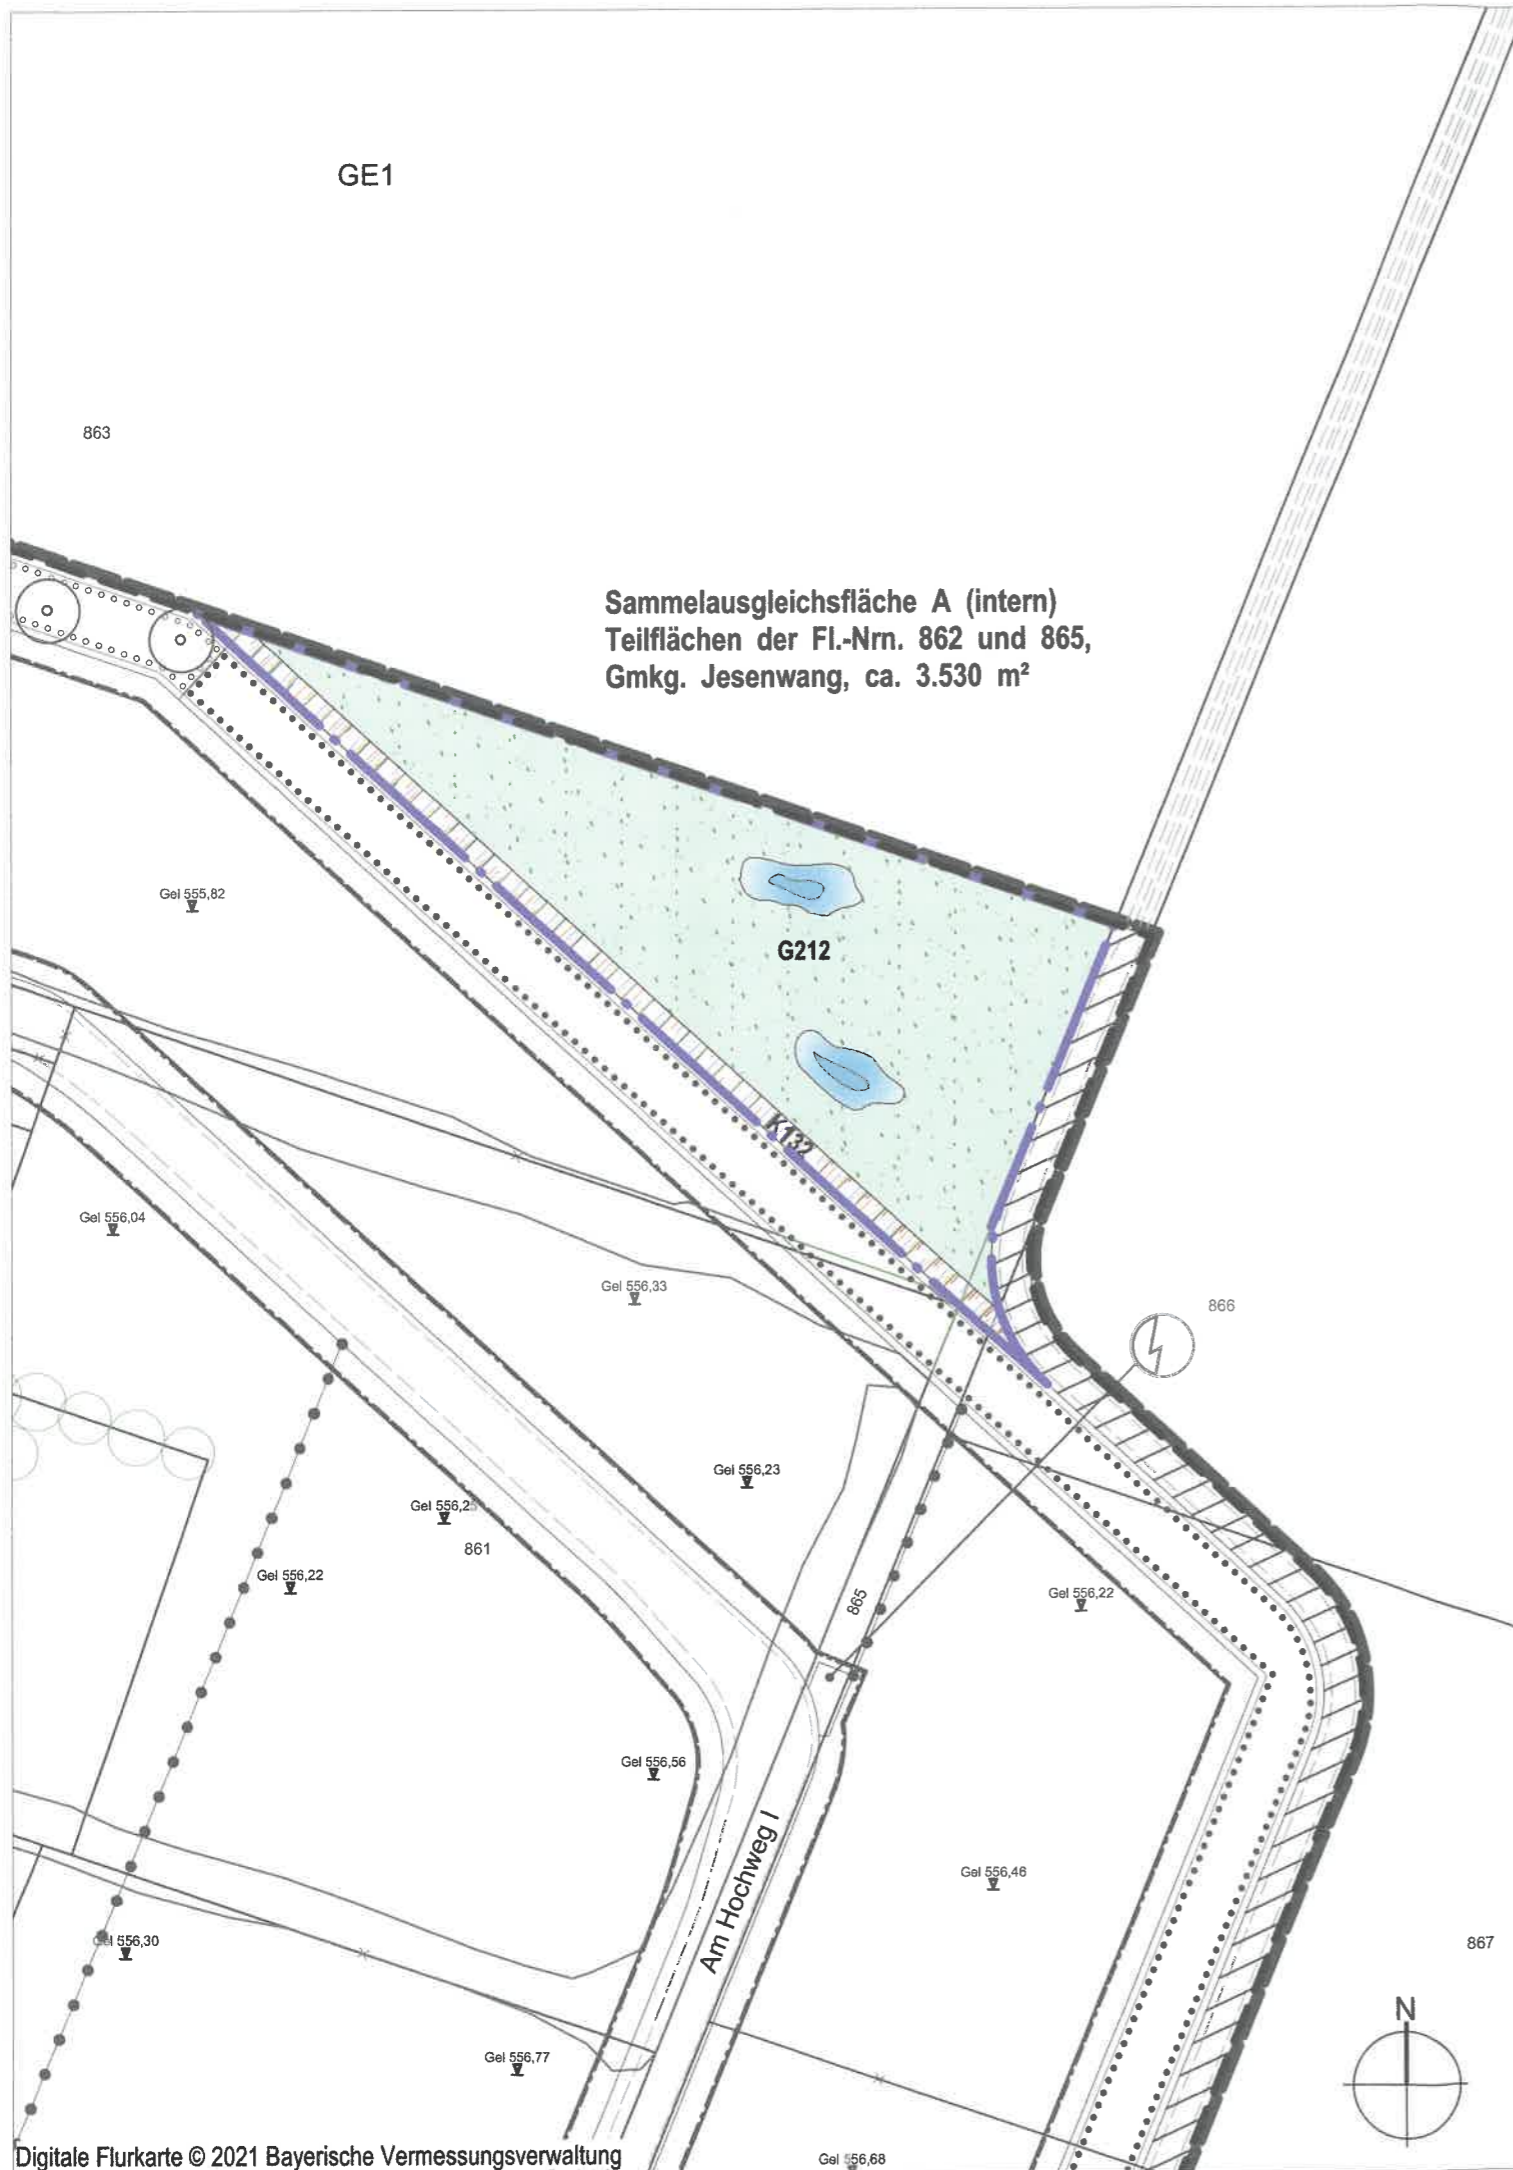 GE1
863
Sammelausgleichsfläche A (intern)
Teilflächen der Fl.-Nrn. 862 und 865,
Gmkg. Jesenwang, ca. 3.530 m²
Gel 555,82
G212
K132
Gel 556,04
Gel 556,33
866
Gel 556,23
Gel 556,25
861
Gel 556,22
865
Gel 556,22
Gel 556,56
Am Hochweg I
Gel 556,46
Gel 556,30
867
N
Gel 556,77
Digitale Flurkarte © 2021 Bayerische Vermessungsverwaltung
Gel 556,68